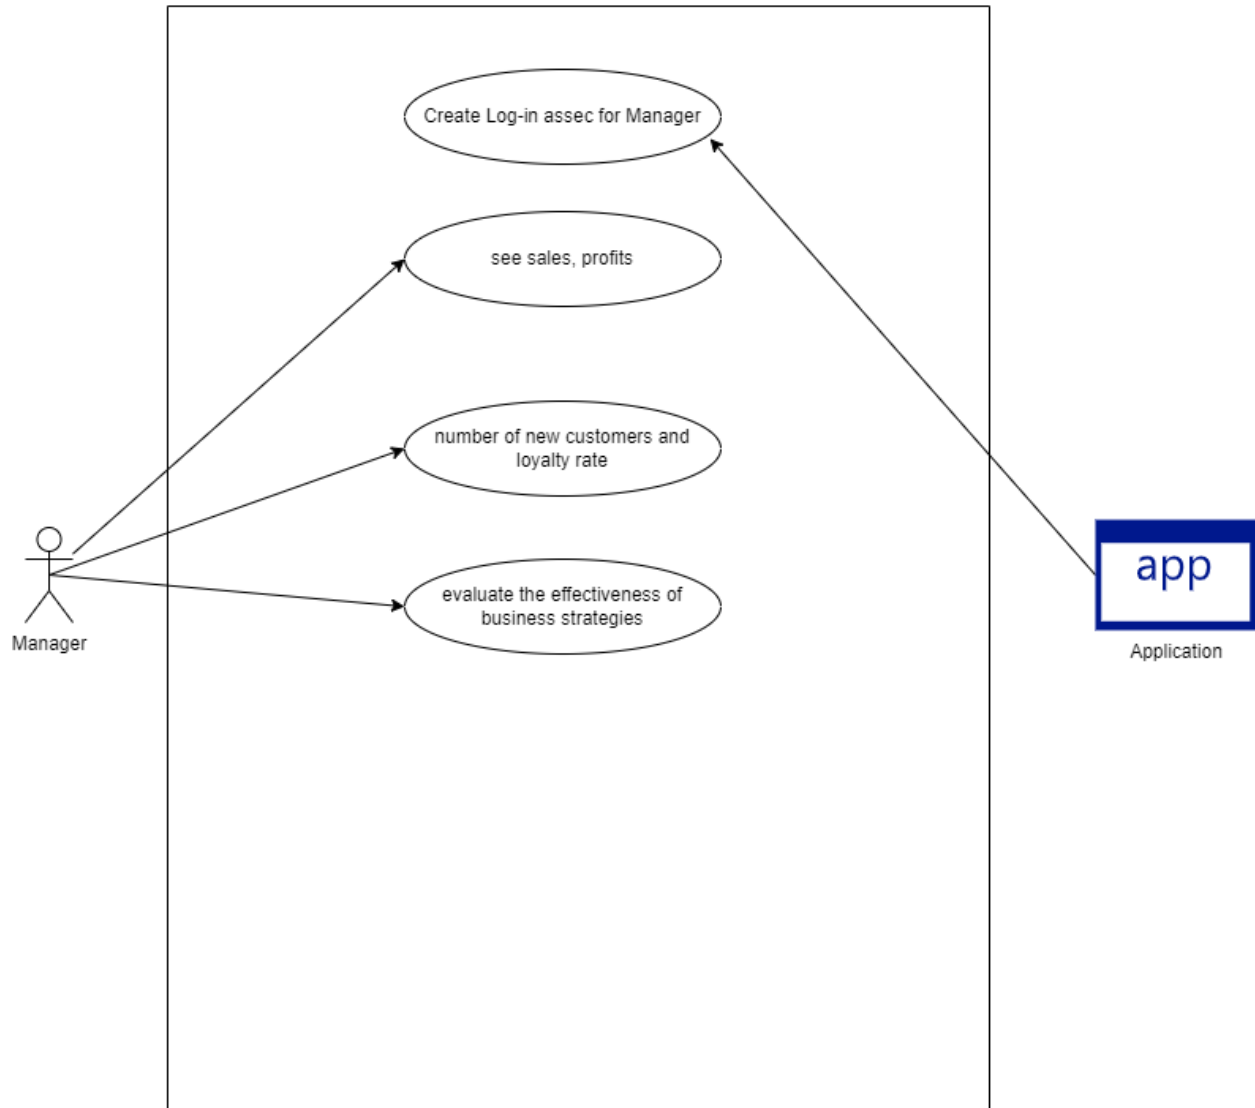 Create Log-in assec for Manager
see sales, profits
number of new customers and
loyalty rate
evaluate the effectiveness of
business strategies
Manager
app
Application